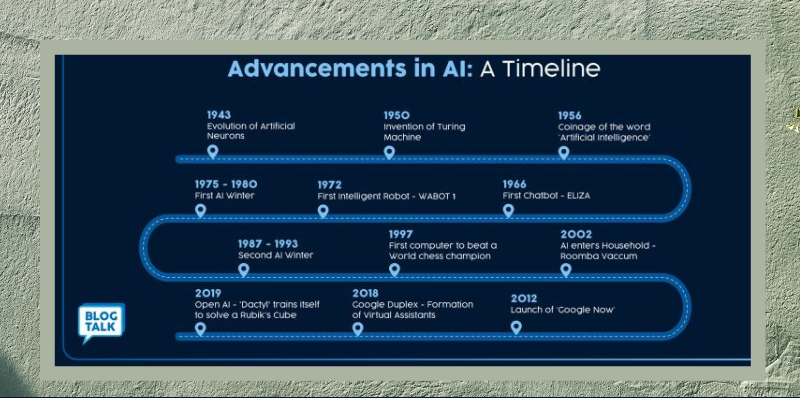 Advancements in AI: A Timeline
1943
Evolution of Artificial
Neurons
1950
Invention of Turing
Machine
1956
Coinage of the word
'Artificial Intelligence'
1966
First Chatbot - ELIZA
1972
First Intelligent Robot - WABOT 1
1975 - 1980
First AI Winter
1987 - 1993
Second AI Winter
1997
First computer to beat a
World chess champion
2002
AI enters Household -
Roomba Vaccum
2012
Launch of 'Google Now'
2018
Google Duplex - Formation
of Virtual Assistants
2019
Open AI - 'Dactyl' trains itself
to solve a Rubik's Cube
BLOG
TALK